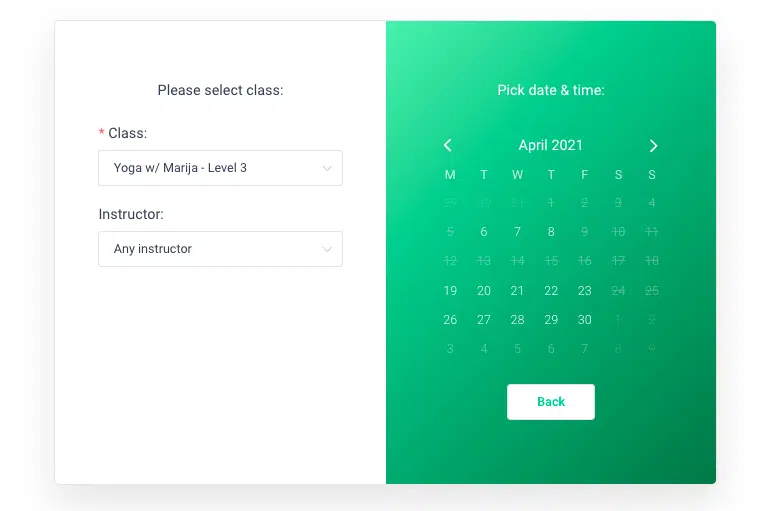 Please select class:
* Class:
Yoga w/ Marija - Level 3
Instructor:
Any instructor
Pick date & time:
April 2021
M T W T F S S
29 30 31 1 2 3 4
5 6 7 8 9 10 11
12 13 14 15 16 17 18
19 20 21 22 23 24 25
26 27 28 29 30 1 2
3 4 5 6 7 8 9
Back